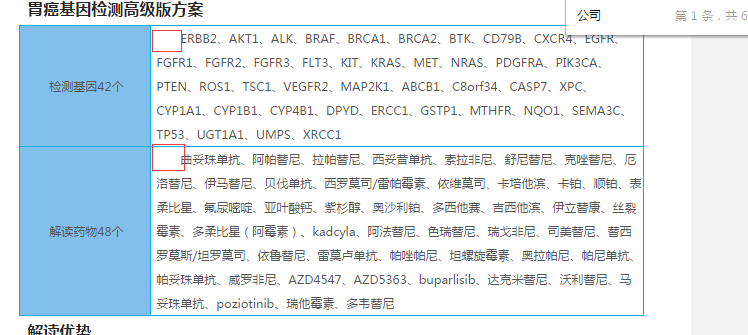 胃癌基因检测高级版方案
公司
第 1 条，共 6
检测基因42个
ERBB2、AKT1、ALK、BRAF、BRCA1、BRCA2、BTK、CD79B、CXCR4、EGFR、
FGFR1、FGFR2、FGFR3、FLT3、KIT、KRAS、MET、NRAS、PDGFRA、PIK3CA、
PTEN、ROS1、TSC1、VEGFR2、MAP2K1、ABCB1、C8orf34、CASP7、XPC、
CYP1A1、CYP1B1、CYP4B1、DPYD、ERCC1、GSTP1、MTHFR、NQO1、SEMA3C、
TP53、UGT1A1、UMPS、XRCC1
解读药物48个
曲妥珠单抗、阿帕替尼、拉帕替尼、西妥昔单抗、索拉非尼、舒尼替尼、克唑替尼、厄
洛替尼、伊马替尼、贝伐单抗、西罗莫司/雷帕霉素、依维莫司、卡培他滨、卡铂、顺铂、表
柔比星、氟尿嘧啶、亚叶酸钙、紫杉醇、奥沙利铂、多西他赛、吉西他滨、伊立替康、丝裂
霉素、多柔比星（阿霉素）、kadcyla、阿法替尼、色瑞替尼、瑞戈非尼、司美替尼、替西
罗莫斯/坦罗莫司、依鲁替尼、雷莫卢单抗、帕唑帕尼、坦螺旋霉素、奥拉帕尼、帕尼单抗、
帕妥珠单抗、威罗非尼、AZD4547、AZD5363、buparlisib、达克米替尼、沃利替尼、马
妥珠单抗、poziotinib、瑞他霉素、多韦替尼
解读优势